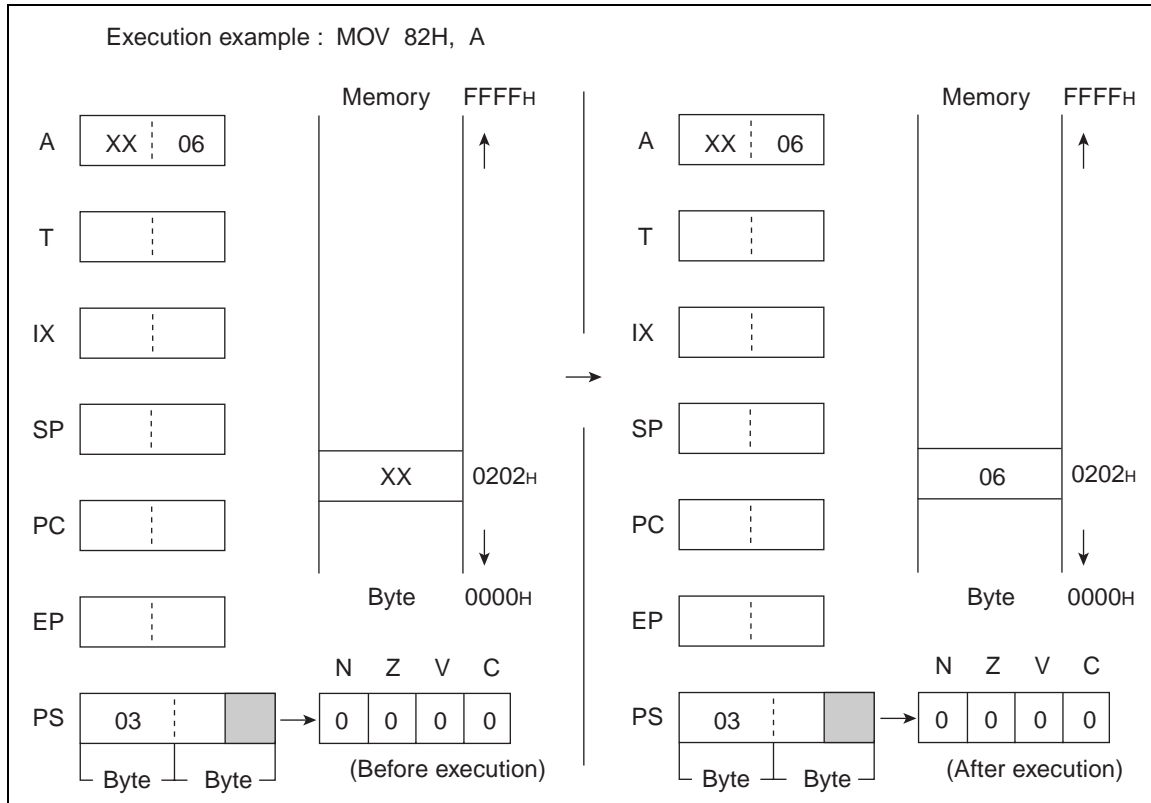 Execution example : MOV 82H, A
Memory FFFFH
A XX 06
T
IX
SP
XX 0202H
PC
Byte 0000H
EP
N Z V C
PS 03 0 0 0 0
Byte Byte
(Before execution)
Memory FFFFH
A XX 06
T
IX
SP
06 0202H
PC
Byte 0000H
EP
N Z V C
PS 03 0 0 0 0
Byte Byte
(After execution)